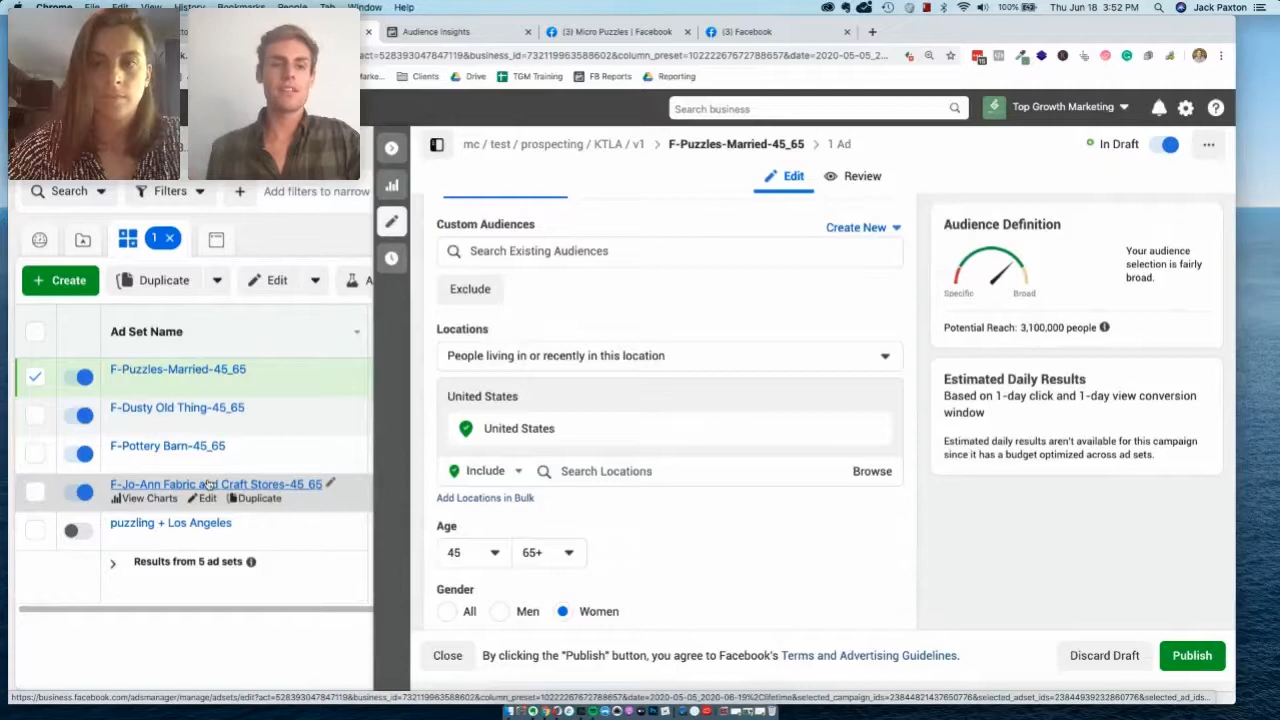 Chrome File Edit View History Bookmarks People Tab Window Help
100% Thu Jun 18 3:52 PM Jack Paxton
Audience Insights
(3) Micro Puzzles | Facebook
(3) Facebook
act=528393047847119&business_id=732119963588602&column_preset=10222267672788657&date=2020-05-05_2...
Clients
Drive
TGM Training
FB Reports
Reporting
Search business
Top Growth Marketing
mc / test / prospecting / KTLA / v1
F-Puzzles-Married-45_65
1 Ad
In Draft
Edit
Review
Search
Filters
Add filters to narrow
1
Create
Duplicate
Edit
A
Ad Set Name
F-Puzzles-Married-45_65
F-Dusty Old Thing-45_65
F-Pottery Barn-45_65
F-Jo-Ann Fabric and Craft Stores-45_65
View Charts Edit Duplicate
puzzling + Los Angeles
Results from 5 ad sets
Custom Audiences
Create New
Search Existing Audiences
Exclude
Locations
People living in or recently in this location
United States
United States
Include
Search Locations
Browse
Add Locations in Bulk
Age
45
65+
Gender
All
Men
Women
Audience Definition
Your audience
selection is fairly
broad.
Specific
Broad
Potential Reach: 3,100,000 people
Estimated Daily Results
Based on 1-day click and 1-day view conversion
window
Estimated daily results aren't available for this campaign
since it has a budget optimized across ad sets.
Close
By clicking the "Publish" button, you agree to Facebook's Terms and Advertising Guidelines.
Discard Draft
Publish